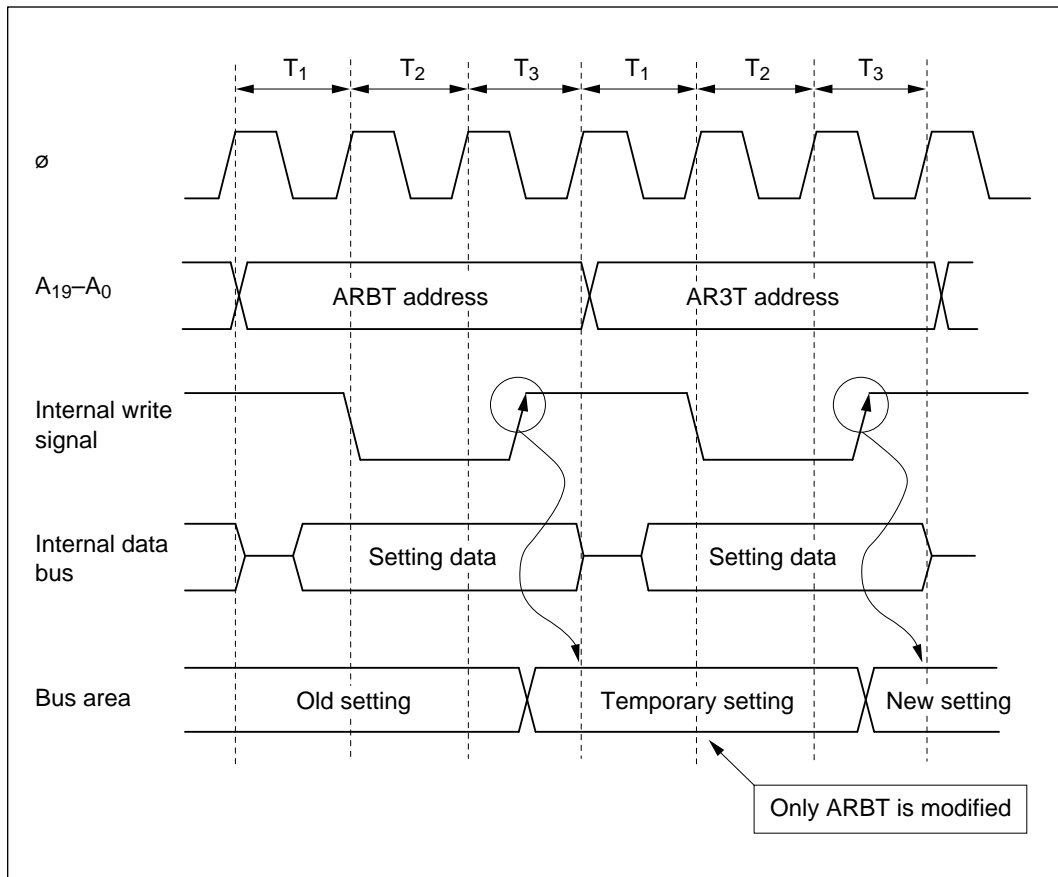 T₁ T₂ T₃ T₁ T₂ T₃
ø
A₁₉–A₀
ARBT address AR3T address
Internal write
signal
Internal data
bus
Setting data Setting data
Bus area
Old setting Temporary setting New setting
Only ARBT is modified